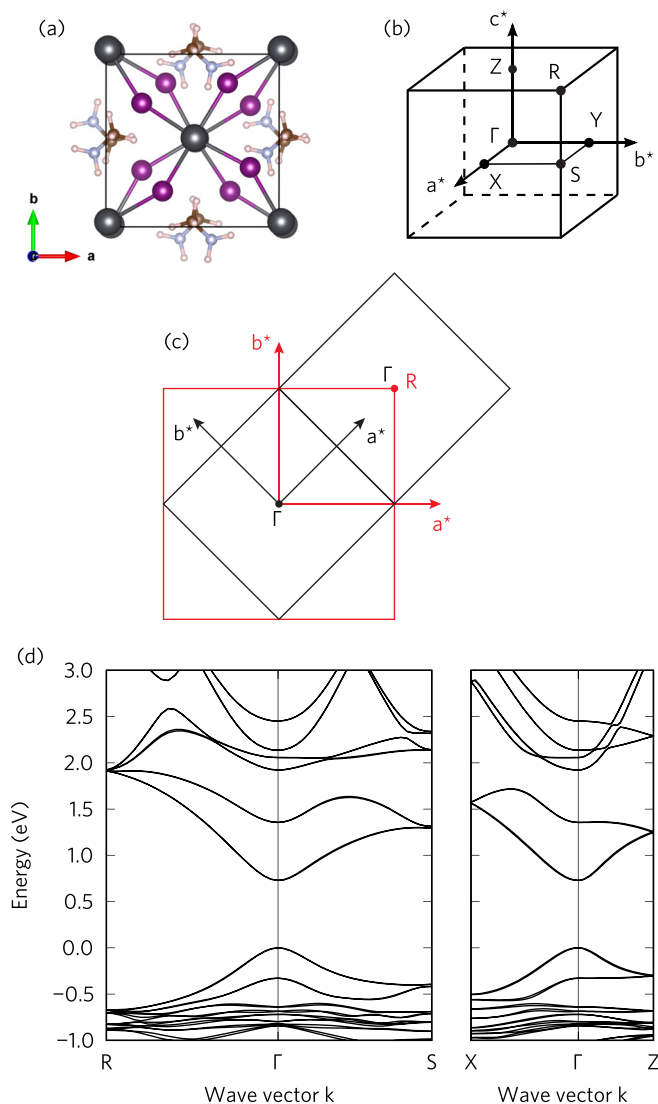 (a)
b
a
(b)
c*
Z
R
Γ
Y
a*
X
S
b*
(c)
b*
Γ
R
b*
a*
Γ
a*
(d)
3.0
2.5
2.0
1.5
1.0
0.5
0.0
−0.5
−1.0
Energy (eV)
R
Γ
S
X
Γ
Z
Wave vector k
Wave vector k